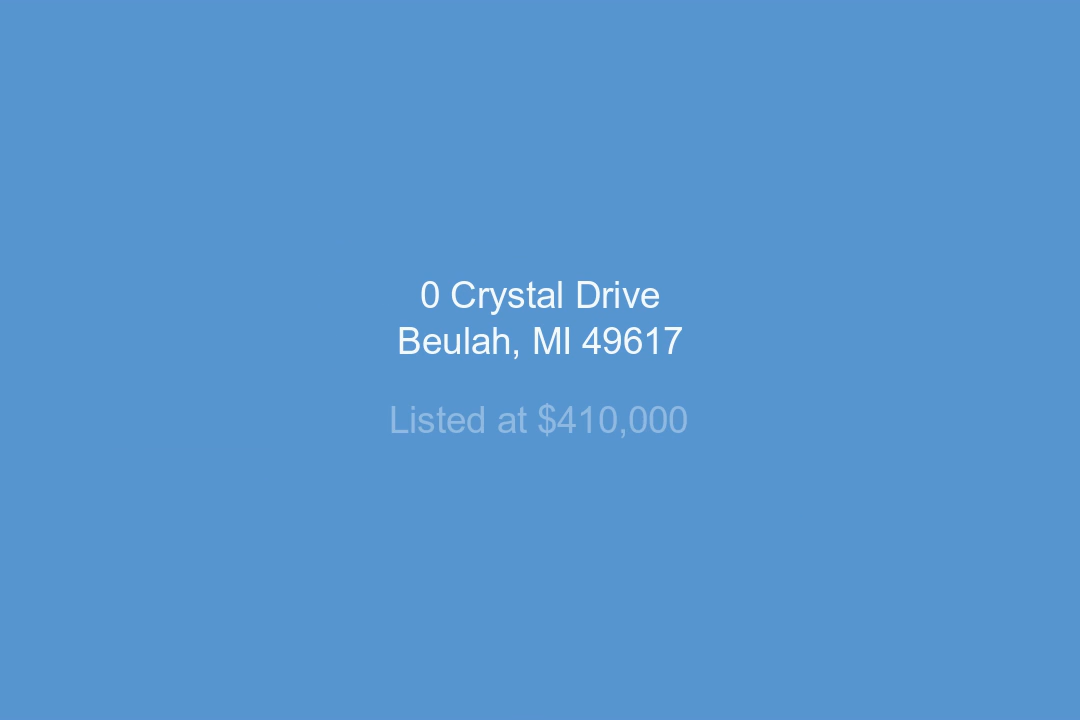 0 Crystal Drive
Beulah, MI 49617
Listed at $410,000